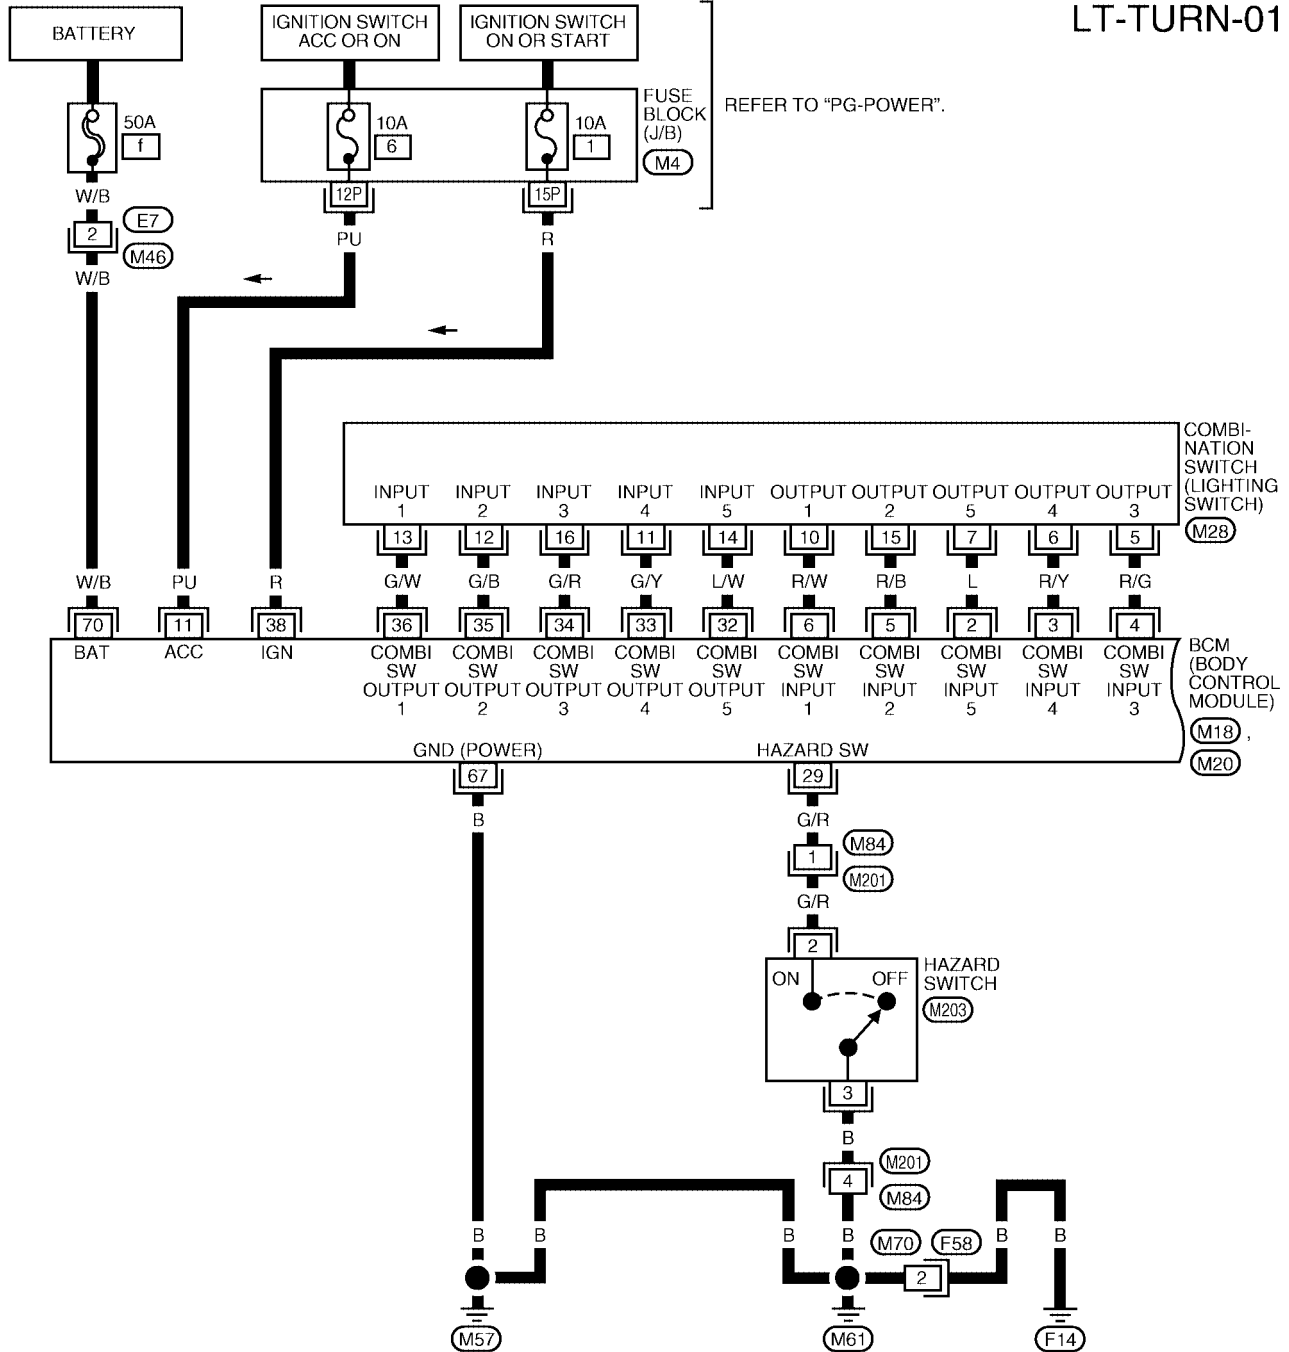 LT-TURN-01
BATTERY
IGNITION SWITCH
ACC OR ON
IGNITION SWITCH
ON OR START
50A
f
10A
6
10A
1
FUSE
BLOCK
(J/B)
M4
REFER TO “PG-POWER”.
W/B
12P
15P
2
E7
M46
PU
R
W/B
COMBI-
NATION
SWITCH
(LIGHTING
SWITCH)
M28
INPUT INPUT INPUT INPUT INPUT OUTPUT OUTPUT OUTPUT OUTPUT OUTPUT
1 2 3 4 5 1 2 5 4 3
13 12 16 11 14 10 15 7 6 5
W/B PU R G/W G/B G/R G/Y L/W R/W R/B L R/Y R/G
70 11 38 36 35 34 33 32 6 5 2 3 4
BAT ACC IGN COMBI COMBI COMBI COMBI COMBI COMBI COMBI COMBI COMBI COMBI
SW SW SW SW SW SW SW SW SW SW
OUTPUT OUTPUT OUTPUT OUTPUT OUTPUT INPUT INPUT INPUT INPUT INPUT
1 2 3 4 5 1 2 5 4 3
BCM
(BODY
CONTROL
MODULE)
M18 ,
M20
GND (POWER) HAZARD SW
67 29
B G/R
1
M84
M201
G/R
2
ON OFF
HAZARD
SWITCH
M203
3
B
4
M201
M84
B B B B M70 F58 B B
2
M57 M61 F14